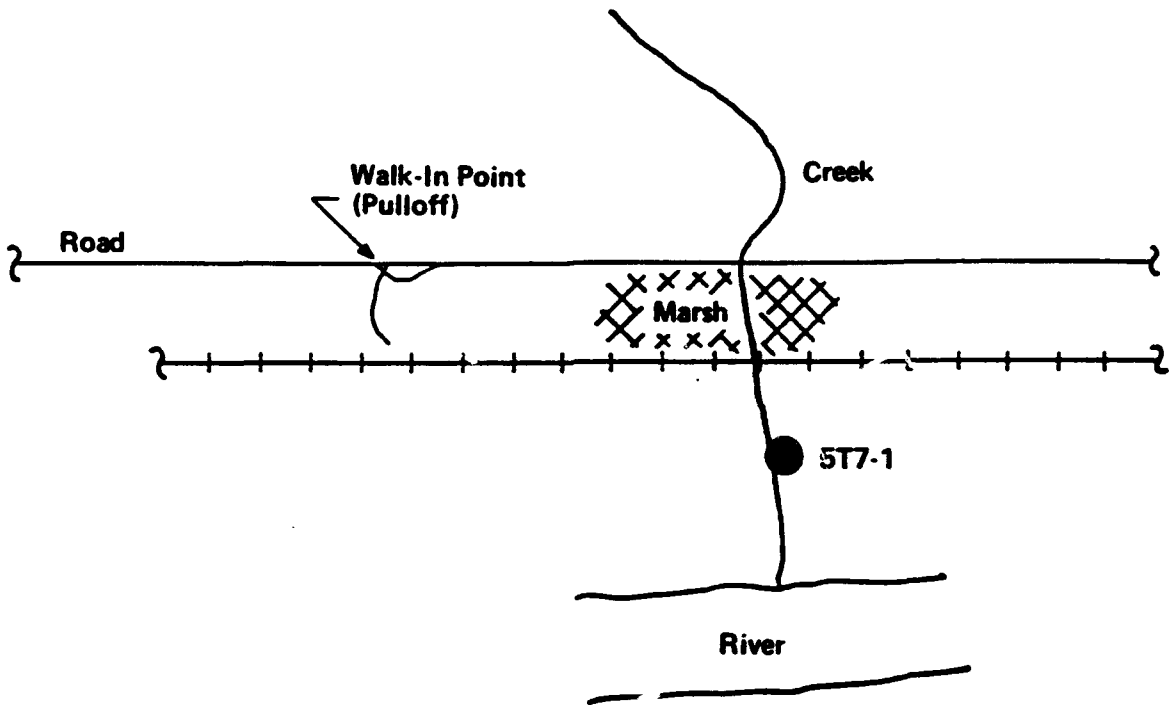 Walk-In Point
(Pulloff)
Creek
Road
Marsh
5T7-1
River